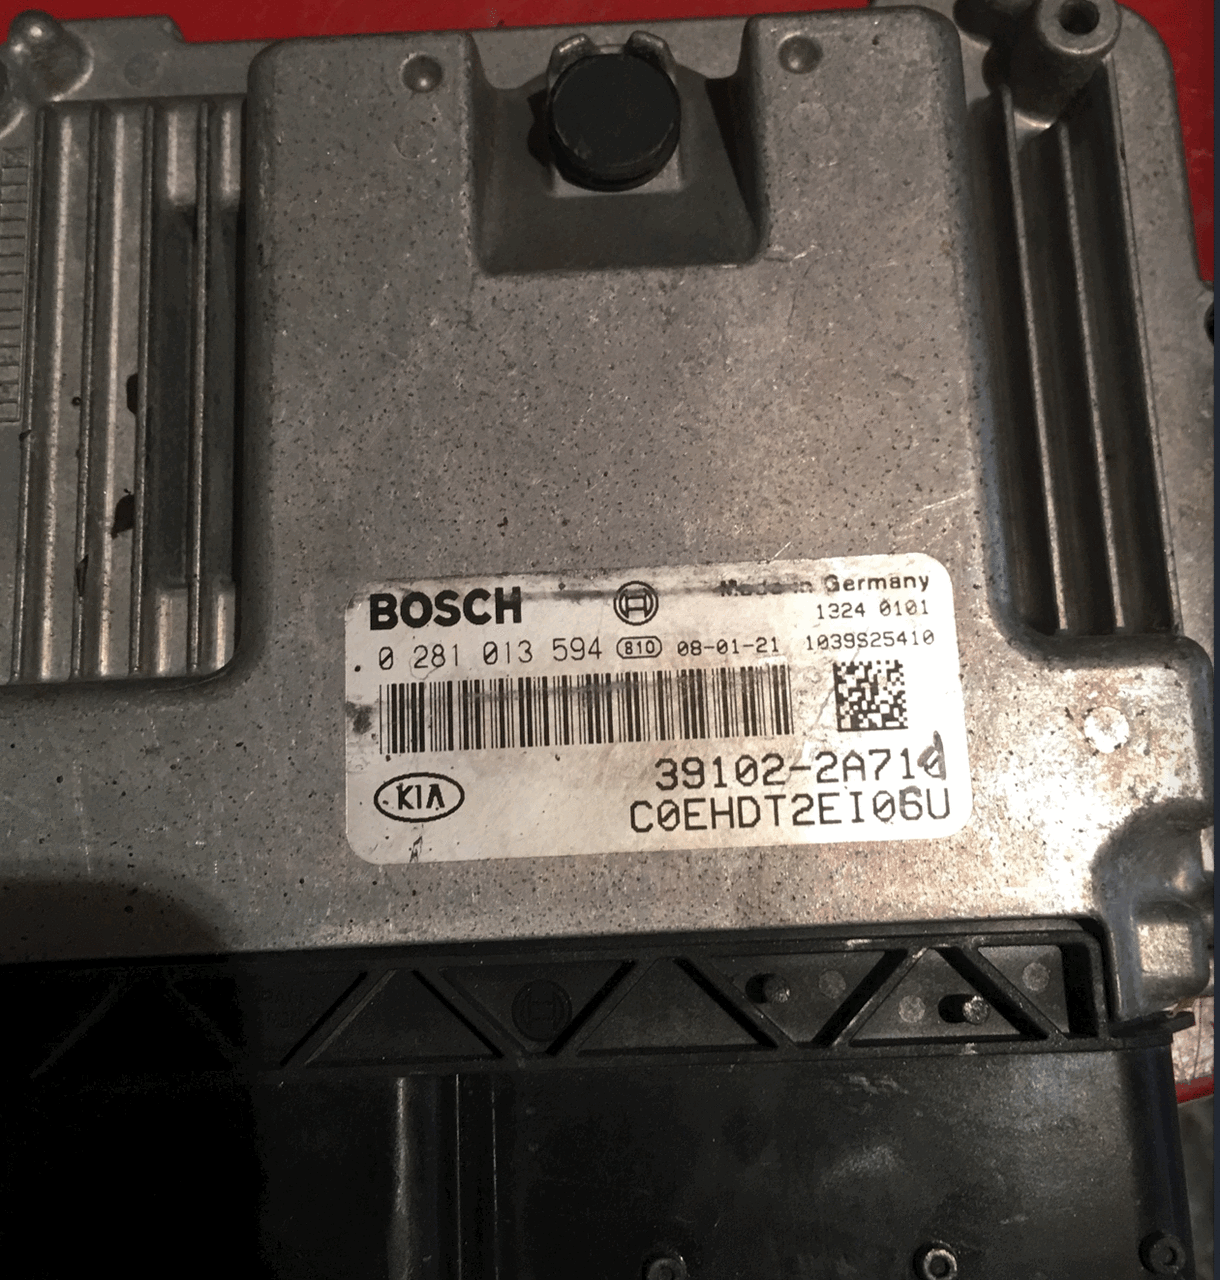 BOSCH
Made in Germany
1324 0101
0 281 013 594 810 08-01-21 1039S25410
39102-2A710
KIA
C0EHDT2EI06U